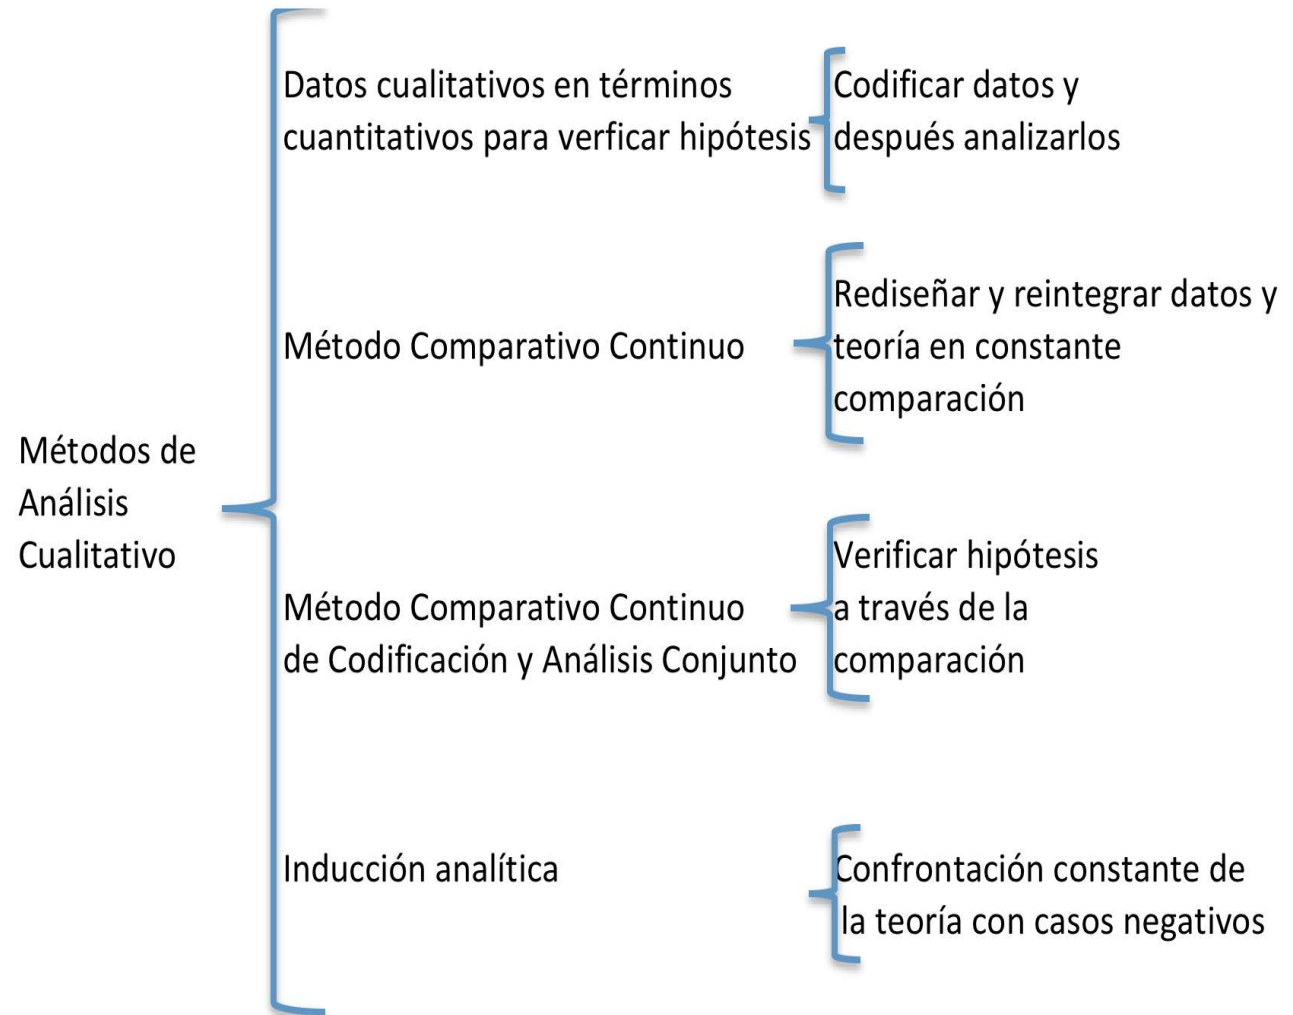 Métodos de
Análisis
Cualitativo
Datos cualitativos en términos
cuantitativos para verficar hipótesis
Codificar datos y
después analizarlos
Método Comparativo Continuo
Rediseñar y reintegrar datos y
teoría en constante
comparación
Método Comparativo Continuo
de Codificación y Análisis Conjunto
Verificar hipótesis
a través de la
comparación
Inducción analítica
Confrontación constante de
la teoría con casos negativos